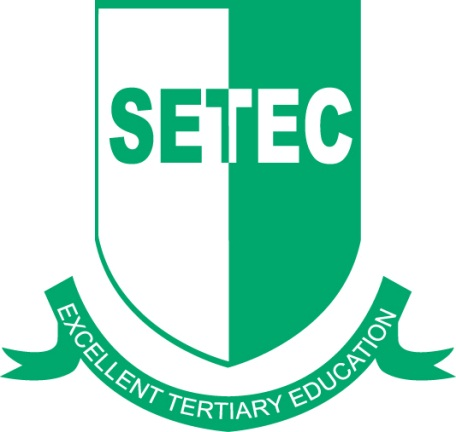 SETEC
EXCELLENT TERTIARY EDUCATION